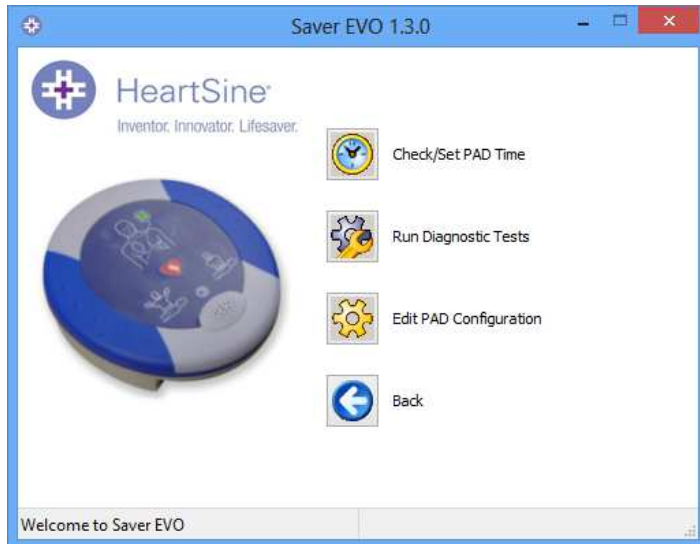 Saver EVO 1.3.0
HeartSine
Inventor. Innovator. Lifesaver.
Check/Set PAD Time
Run Diagnostic Tests
Edit PAD Configuration
Back
Welcome to Saver EVO